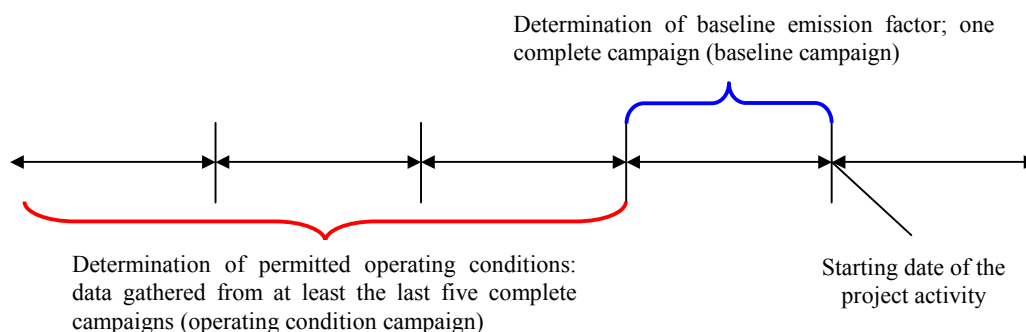 Determination of baseline emission factor; one
complete campaign (baseline campaign)
Determination of permitted operating conditions:
data gathered from at least the last five complete
campaigns (operating condition campaign)
Starting date of the
project activity